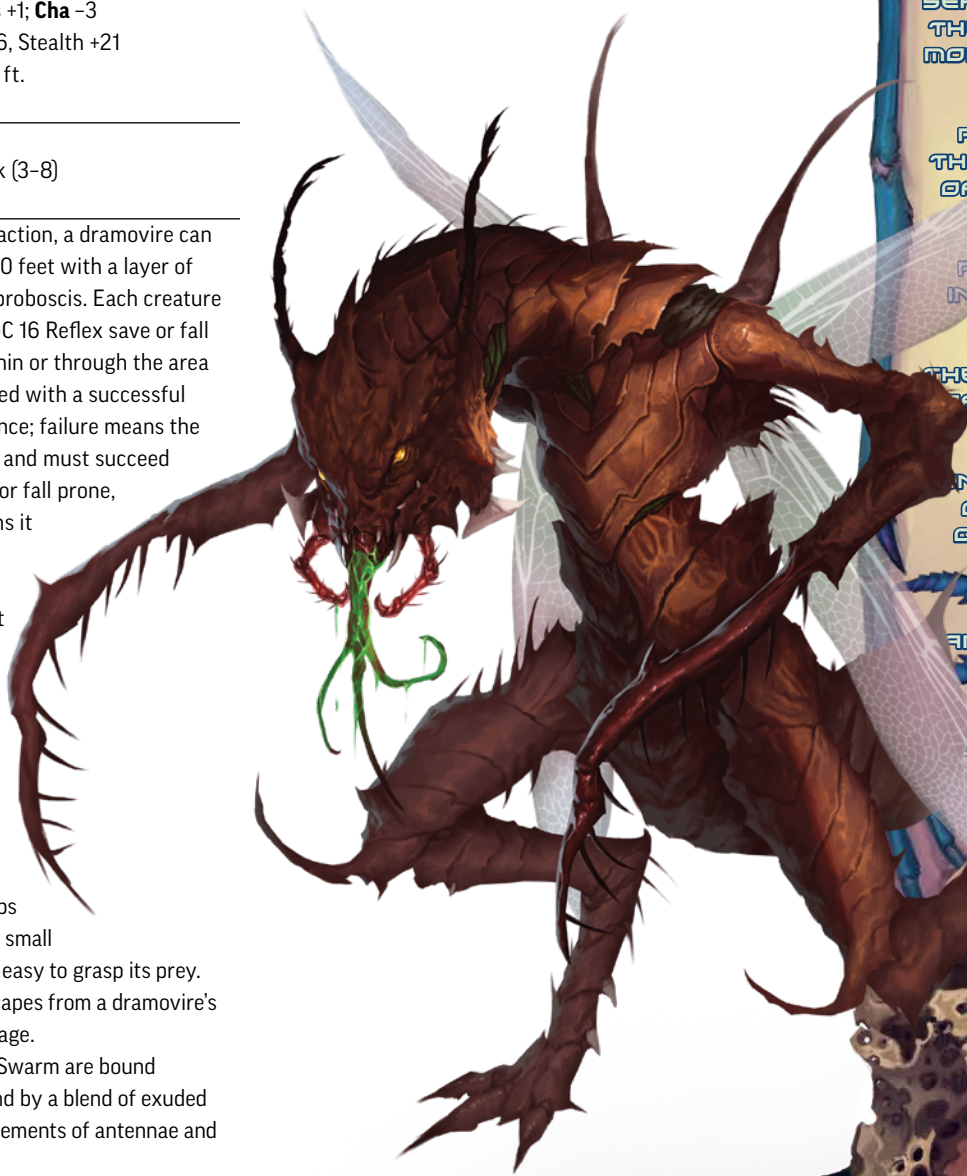 +1; Cha –3
6, Stealth +21
ft.
k (3–8)
action, a dramovire can
0 feet with a layer of
proboscis. Each creature
DC 16 Reflex save or fall
hin or through the area
ed with a successful
nce; failure means the
and must succeed
or fall prone,
ns it
t
ps
small
easy to grasp its prey.
capes from a dramovire's
age.
Swarm are bound
nd by a blend of exuded
ements of antennae and